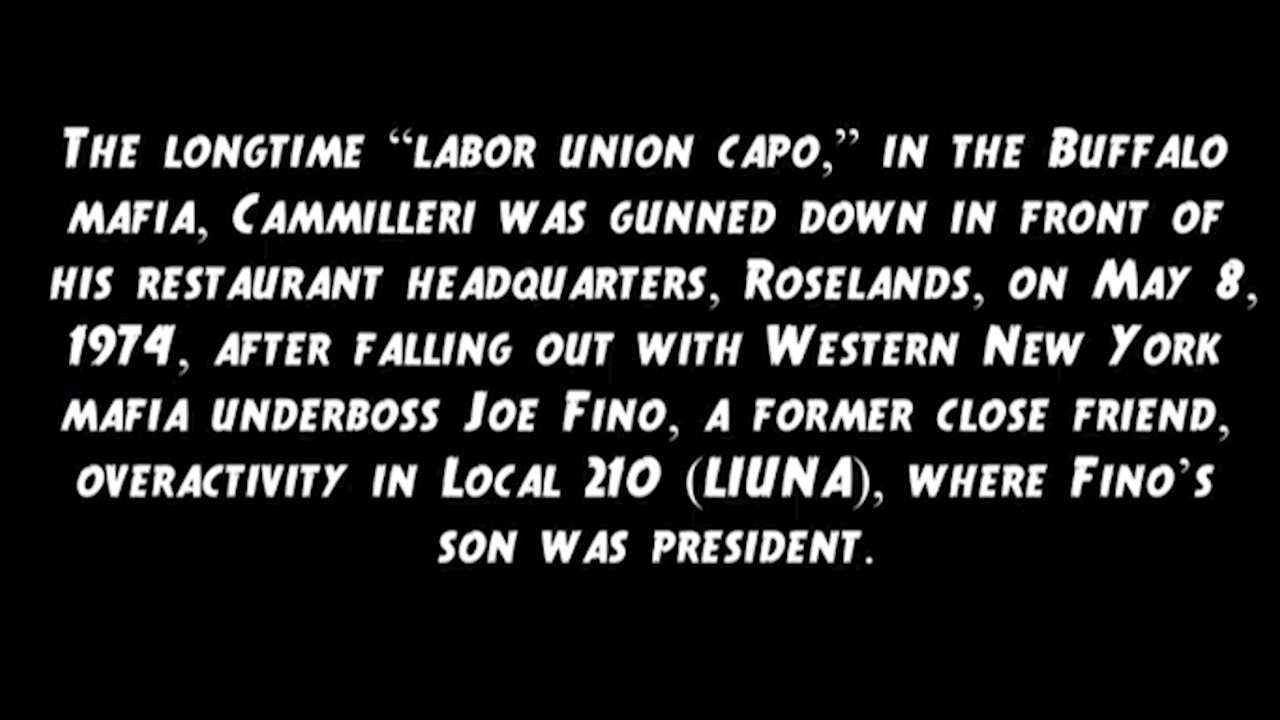 The longtime “labor union capo,” in the Buffalo
mafia, Cammilleri was gunned down in front of
his restaurant headquarters, Roselands, on May 8,
1974, after falling out with Western New York
mafia underboss Joe Fino, a former close friend,
overactivity in Local 210 (LIUNA), where Fino’s
son was president.